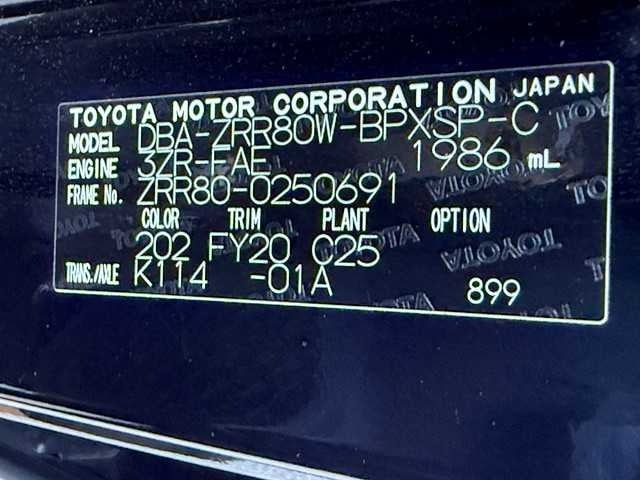 TOYOTA MOTOR CORPORATION JAPAN
MODEL DBA-ZRR80W-BPXSP-C
ENGINE 3ZR-FAE 1986 mL
FRAME No. ZRR80-0250691
COLOR TRIM PLANT OPTION
202 FY20 C25
TRANS./AXLE K114 -01A 899